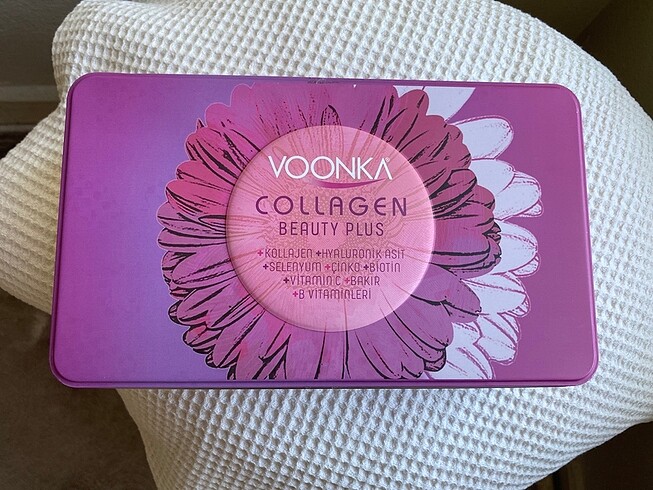 VOONKA
COLLAGEN
BEAUTY PLUS
+KOLLAJEN +HYALURONİK ASİT
+SELENYUM +ÇİNKO +BİOTİN
+VİTAMİN C +BAKIR
+B VİTAMİNLERİ